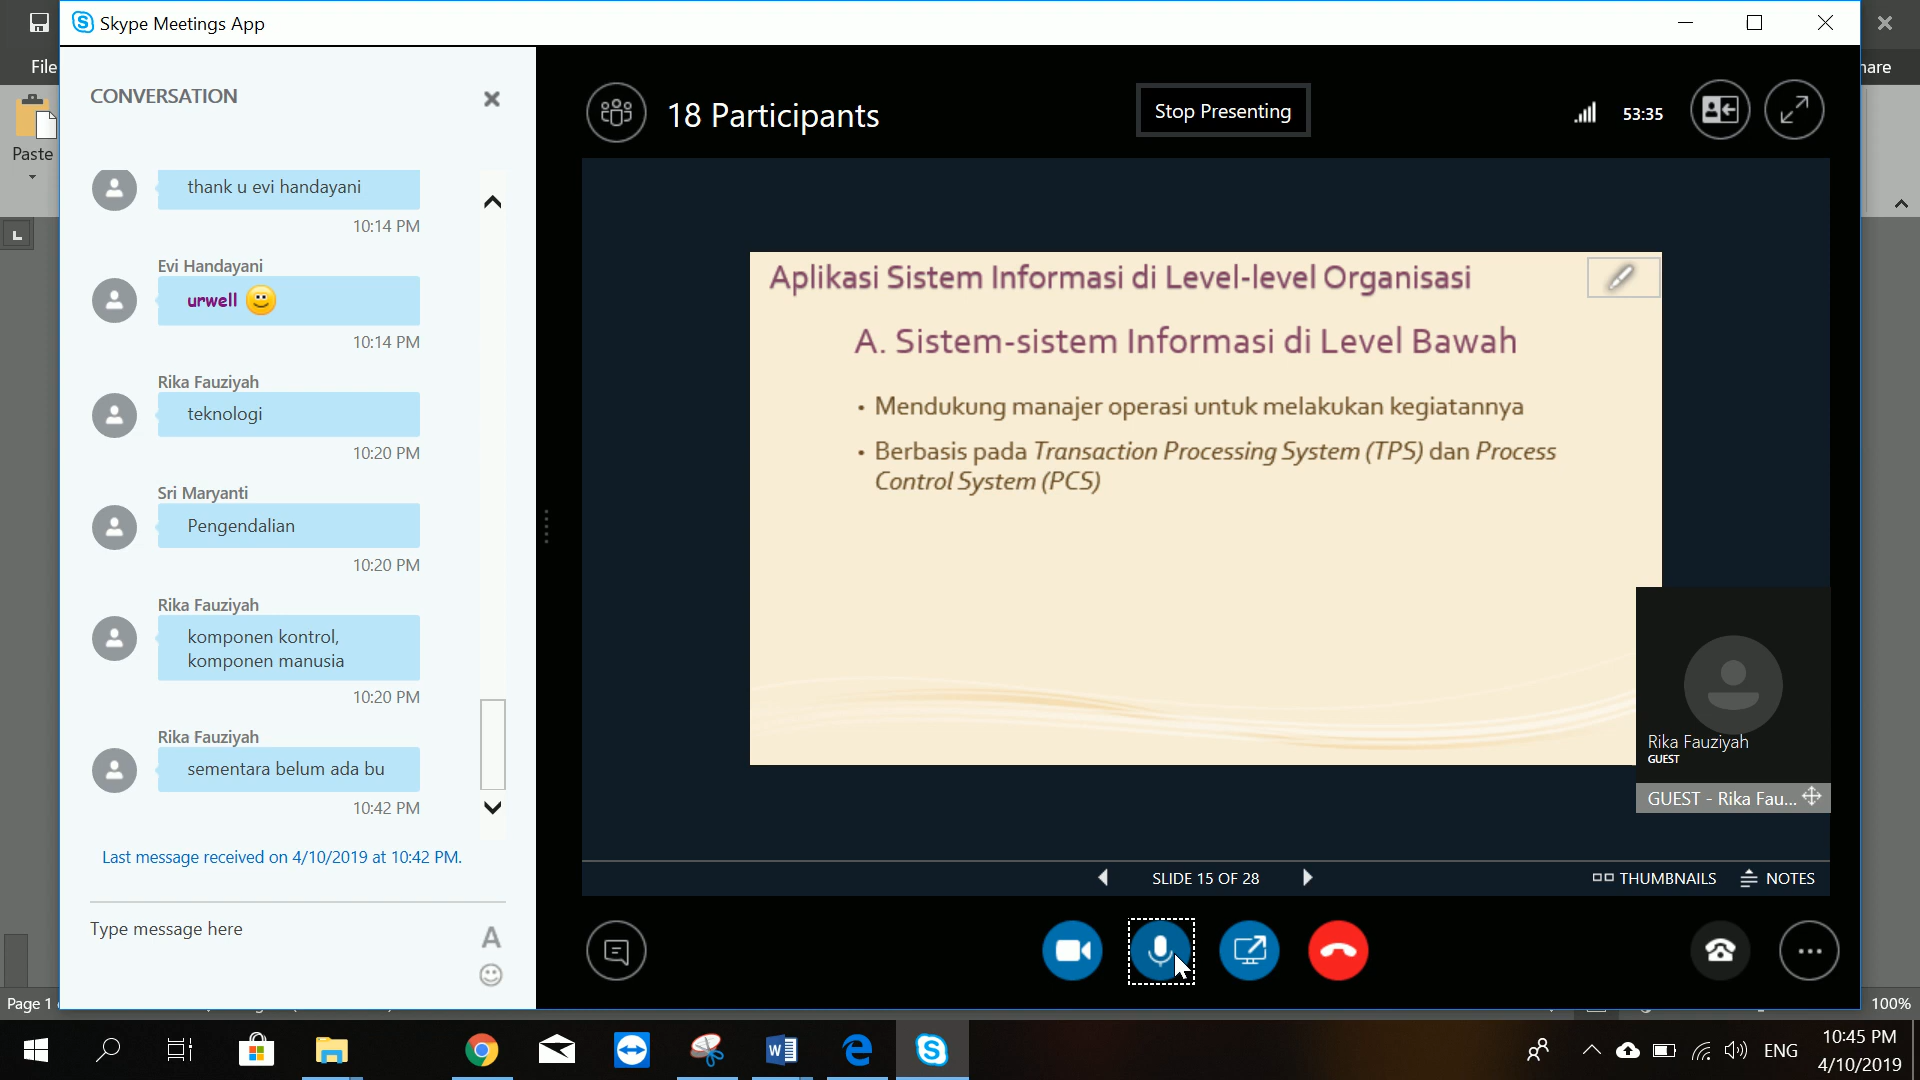 Skype Meetings App
File
hare
Paste
CONVERSATION
thank u evi handayani
10:14 PM
Evi Handayani
urwell
10:14 PM
Rika Fauziyah
teknologi
10:20 PM
Sri Maryanti
Pengendalian
10:20 PM
Rika Fauziyah
komponen kontrol,
komponen manusia
10:20 PM
Rika Fauziyah
sementara belum ada bu
10:42 PM
Last message received on 4/10/2019 at 10:42 PM.
Type message here
18 Participants
Stop Presenting
53:35
Aplikasi Sistem Informasi di Level-level Organisasi
A. Sistem-sistem Informasi di Level Bawah
• Mendukung manajer operasi untuk melakukan kegiatannya
• Berbasis pada Transaction Processing System (TPS) dan Process
Control System (PCS)
Rika Fauziyah
GUEST
GUEST - Rika Fau...
SLIDE 15 OF 28
THUMBNAILS
NOTES
Page 1
100%
ENG
10:45 PM
4/10/2019